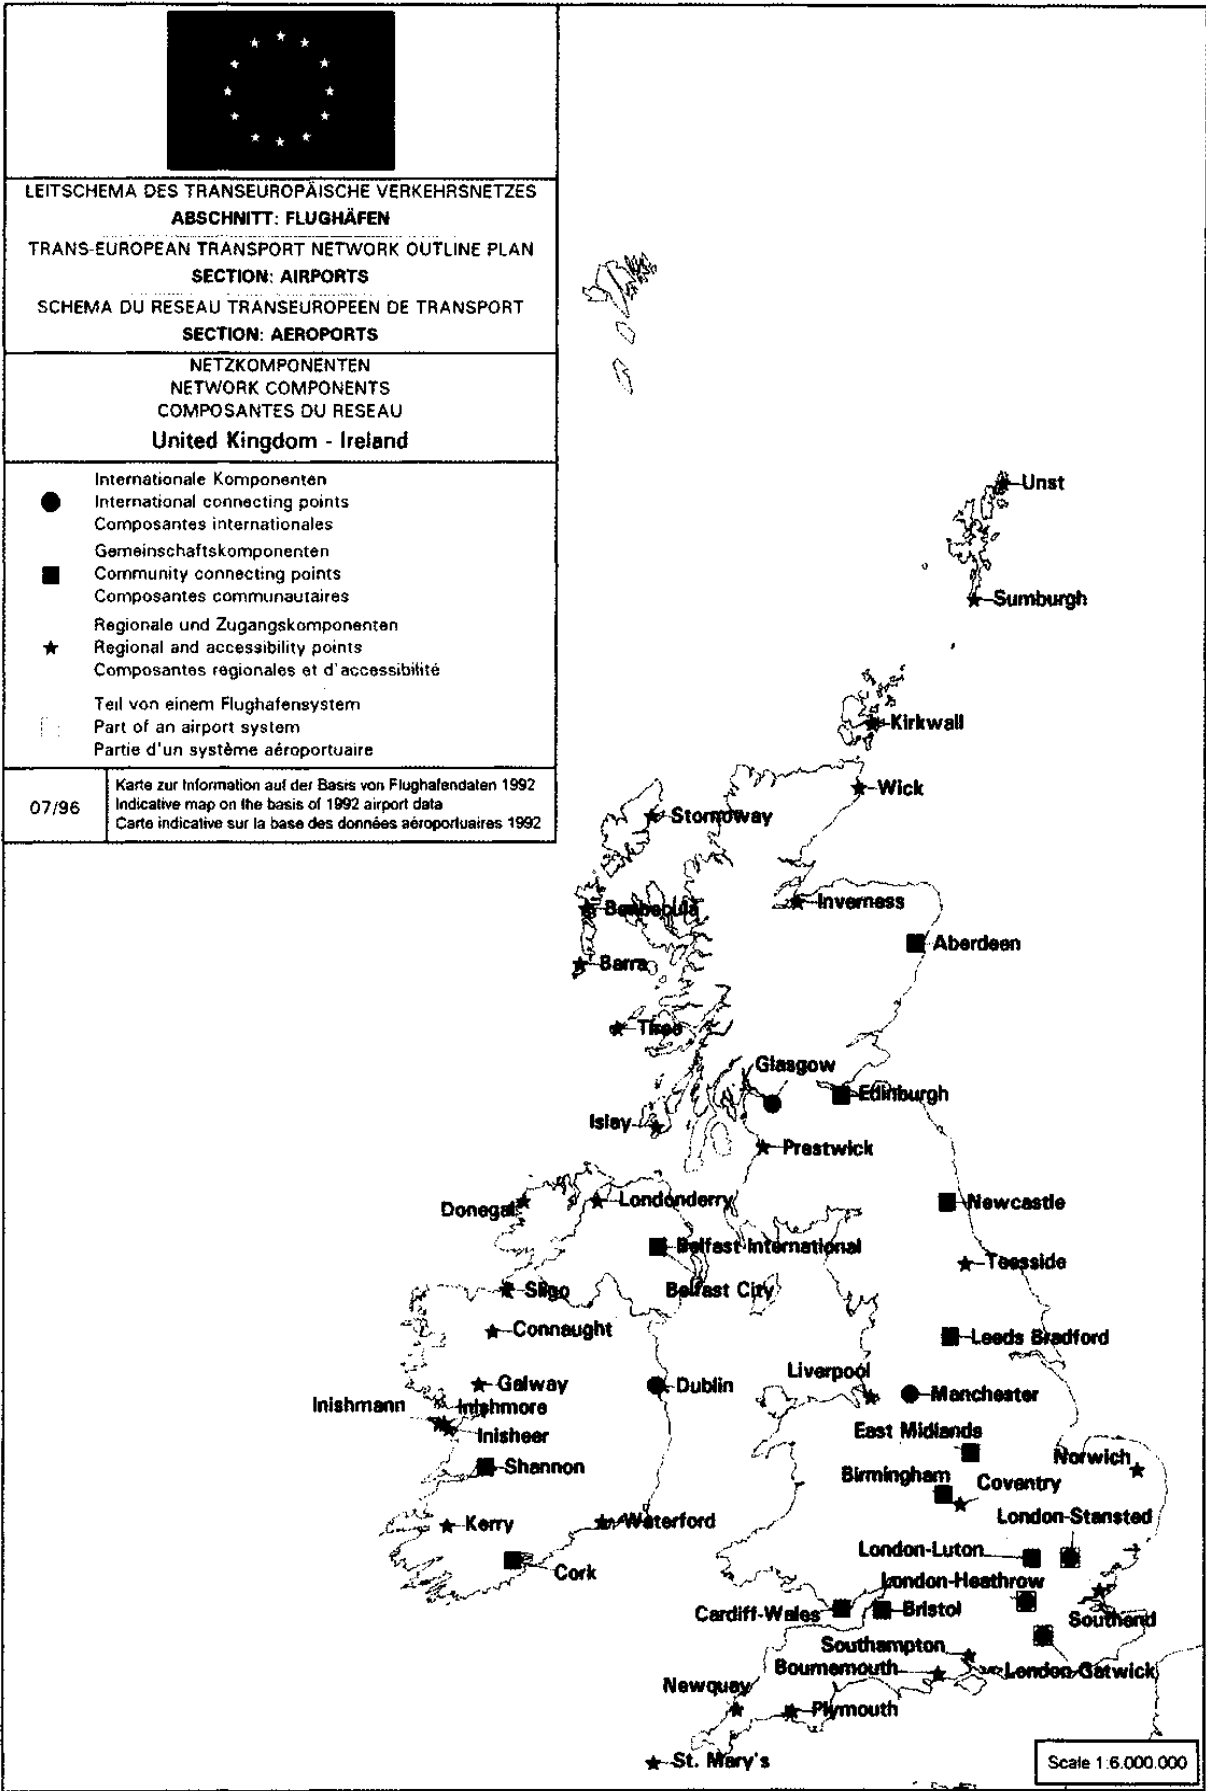 LEITSCHEMA DES TRANSEUROPÄISCHE VERKEHRSNETZES
ABSCHNITT: FLUGHÄFEN
TRANS-EUROPEAN TRANSPORT NETWORK OUTLINE PLAN
SECTION: AIRPORTS
SCHEMA DU RESEAU TRANSEUROPEEN DE TRANSPORT
SECTION: AEROPORTS
NETZKOMPONENTEN
NETWORK COMPONENTS
COMPOSANTES DU RESEAU
United Kingdom - Ireland
Internationale Komponenten
International connecting points
Composantes internationales
Gemeinschaftskomponenten
Community connecting points
Composantes communautaires
Regionale und Zugangskomponenten
Regional and accessibility points
Composantes regionales et d'accessibilité
Teil von einem Flughafensystem
Part of an airport system
Partie d'un système aéroportuaire
07/96
Karte zur Information auf der Basis von Flughafendaten 1992
Indicative map on the basis of 1992 airport data
Carte indicative sur la base des données aéroportuaires 1992
Unst
Sumburgh
Kirkwall
Wick
Stornoway
Inverness
Benbecula
Aberdeen
Barra
Tiree
Glasgow
Edinburgh
Islay
Prestwick
Donegal
Londonderry
Newcastle
Belfast International
Teesside
Belfast City
Sligo
Connaught
Leeds Bradford
Liverpool
Galway
Dublin
Manchester
Inishmann
Inishmore
Inisheer
East Midlands
Norwich
Shannon
Birmingham
Coventry
London-Stansted
Kerry
Waterford
London-Luton
Cork
London-Heathrow
Cardiff-Wales
Bristol
Southend
Southampton
Bournemouth
London-Gatwick
Newquay
Plymouth
St. Mary's
Scale 1:6.000.000